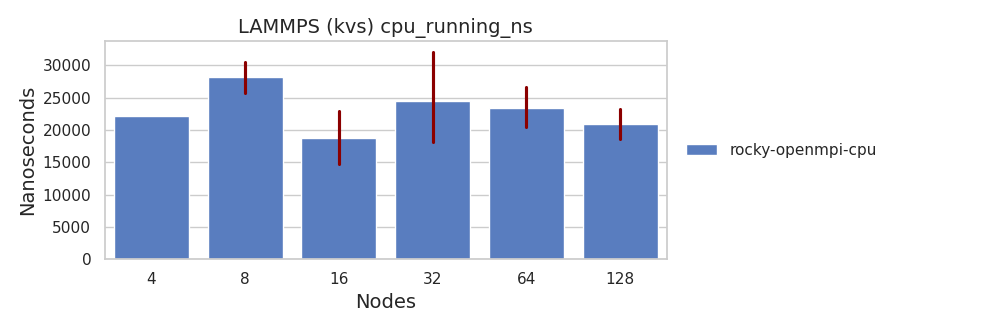 LAMMPS (kvs) cpu_running_ns
Nanoseconds
30000
25000
20000
15000
10000
5000
0
4 8 16 32 64 128
Nodes
rocky-openmpi-cpu